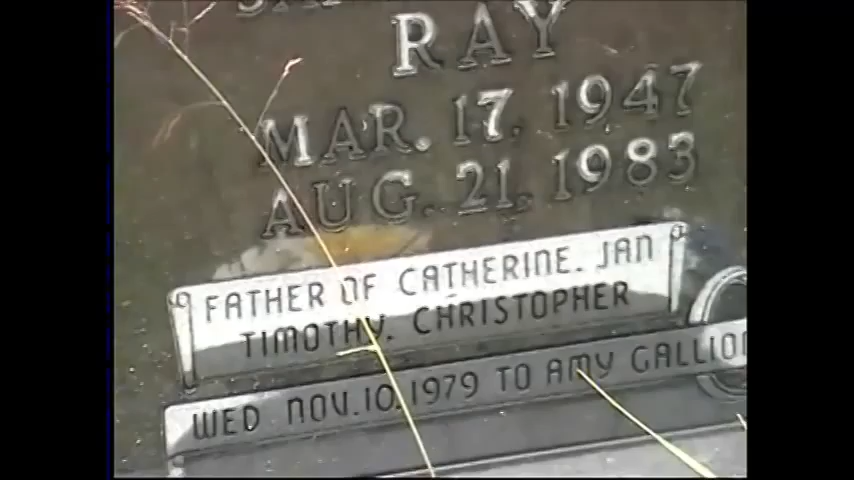 RAY
MAR. 17, 1947
AUG. 21, 1983
FATHER OF CATHERINE, JAN
TIMOTHY, CHRISTOPHER
WED NOV. 10, 1979 TO AMY GALLION